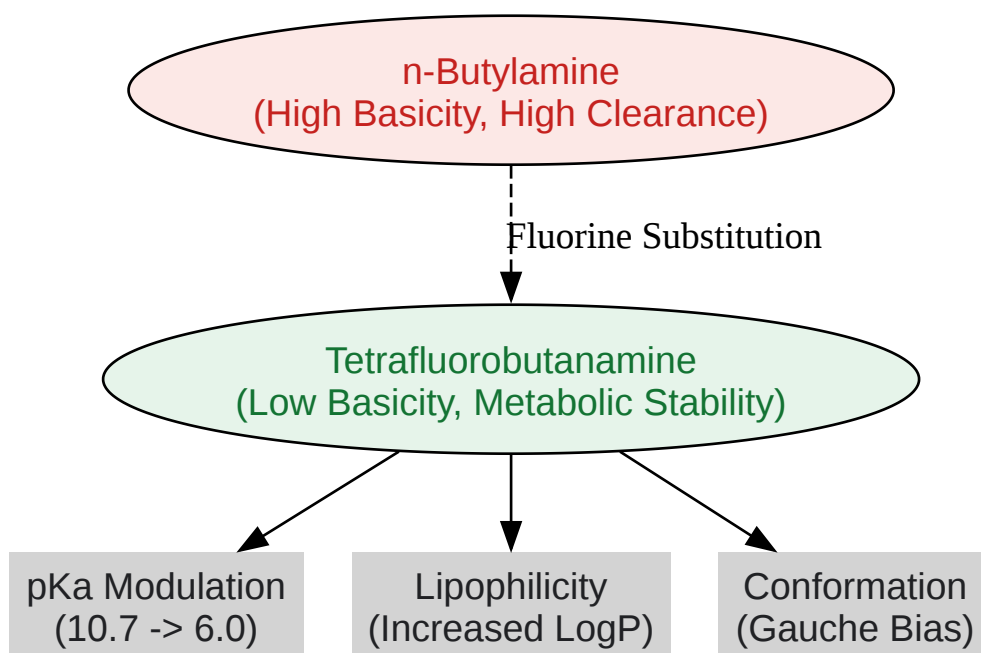 n-Butylamine
(High Basicity, High Clearance)
Fluorine Substitution
Tetrafluorobutanamine
(Low Basicity, Metabolic Stability)
pKa Modulation
(10.7 -> 6.0)
Lipophilicity
(Increased LogP)
Conformation
(Gauche Bias)